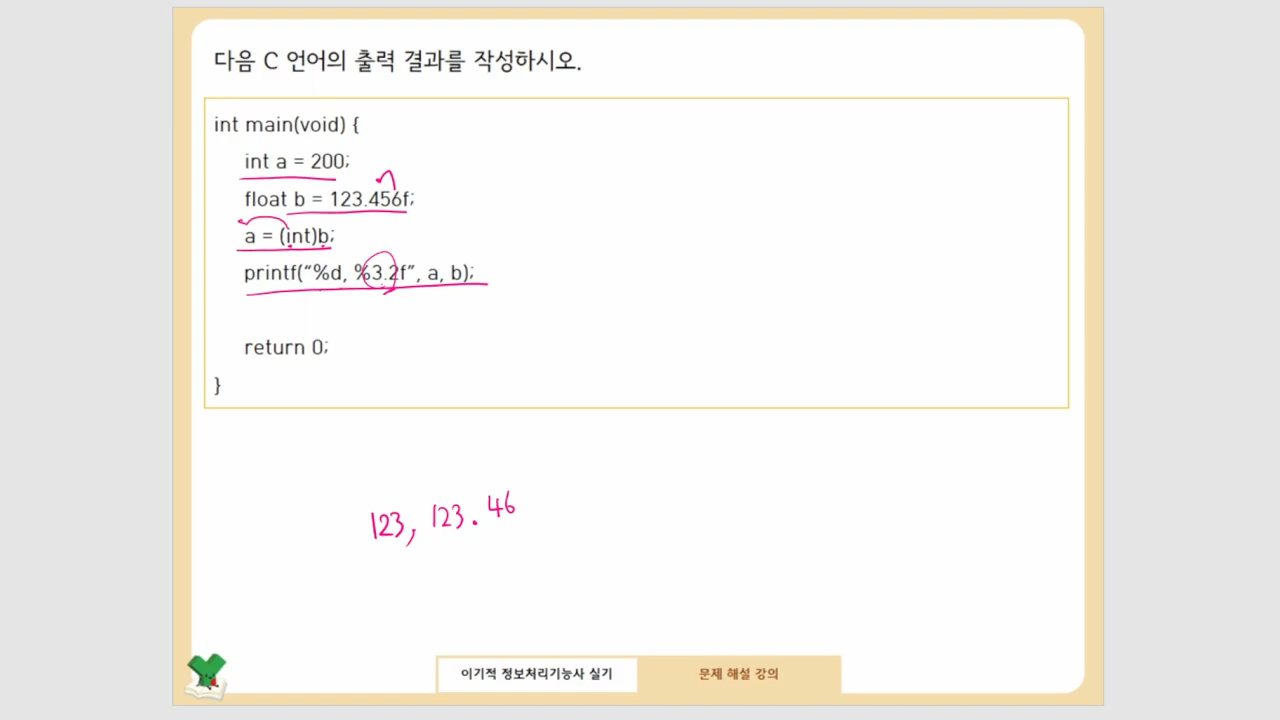 다음 C 언어의 출력 결과를 작성하시오.
int main(void) {
int a = 200;
float b = 123.456f;
a = (int)b;
printf(“%d, %3.2f”, a, b);
return 0;
}
123, 123.46
이기적 정보처리기능사 실기
문제 해설 강의